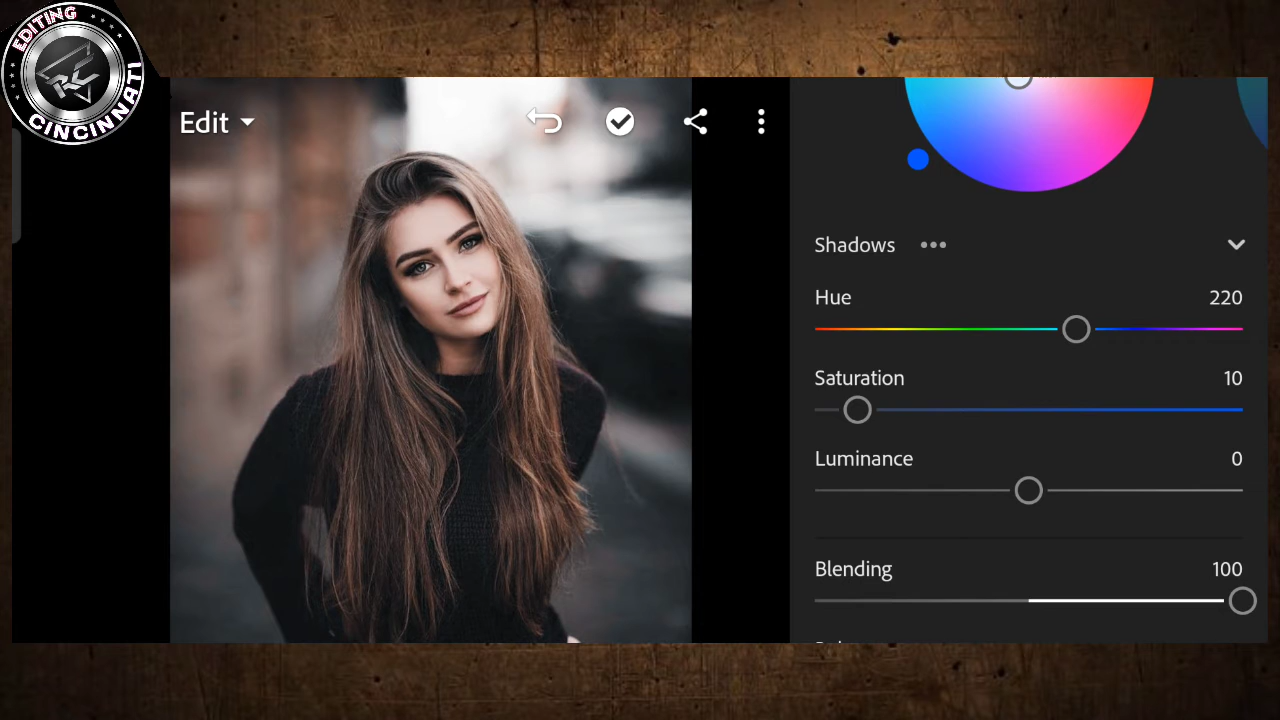 EDITING
CINCINNATI
Edit
Shadows
Hue 220
Saturation 10
Luminance 0
Blending 100